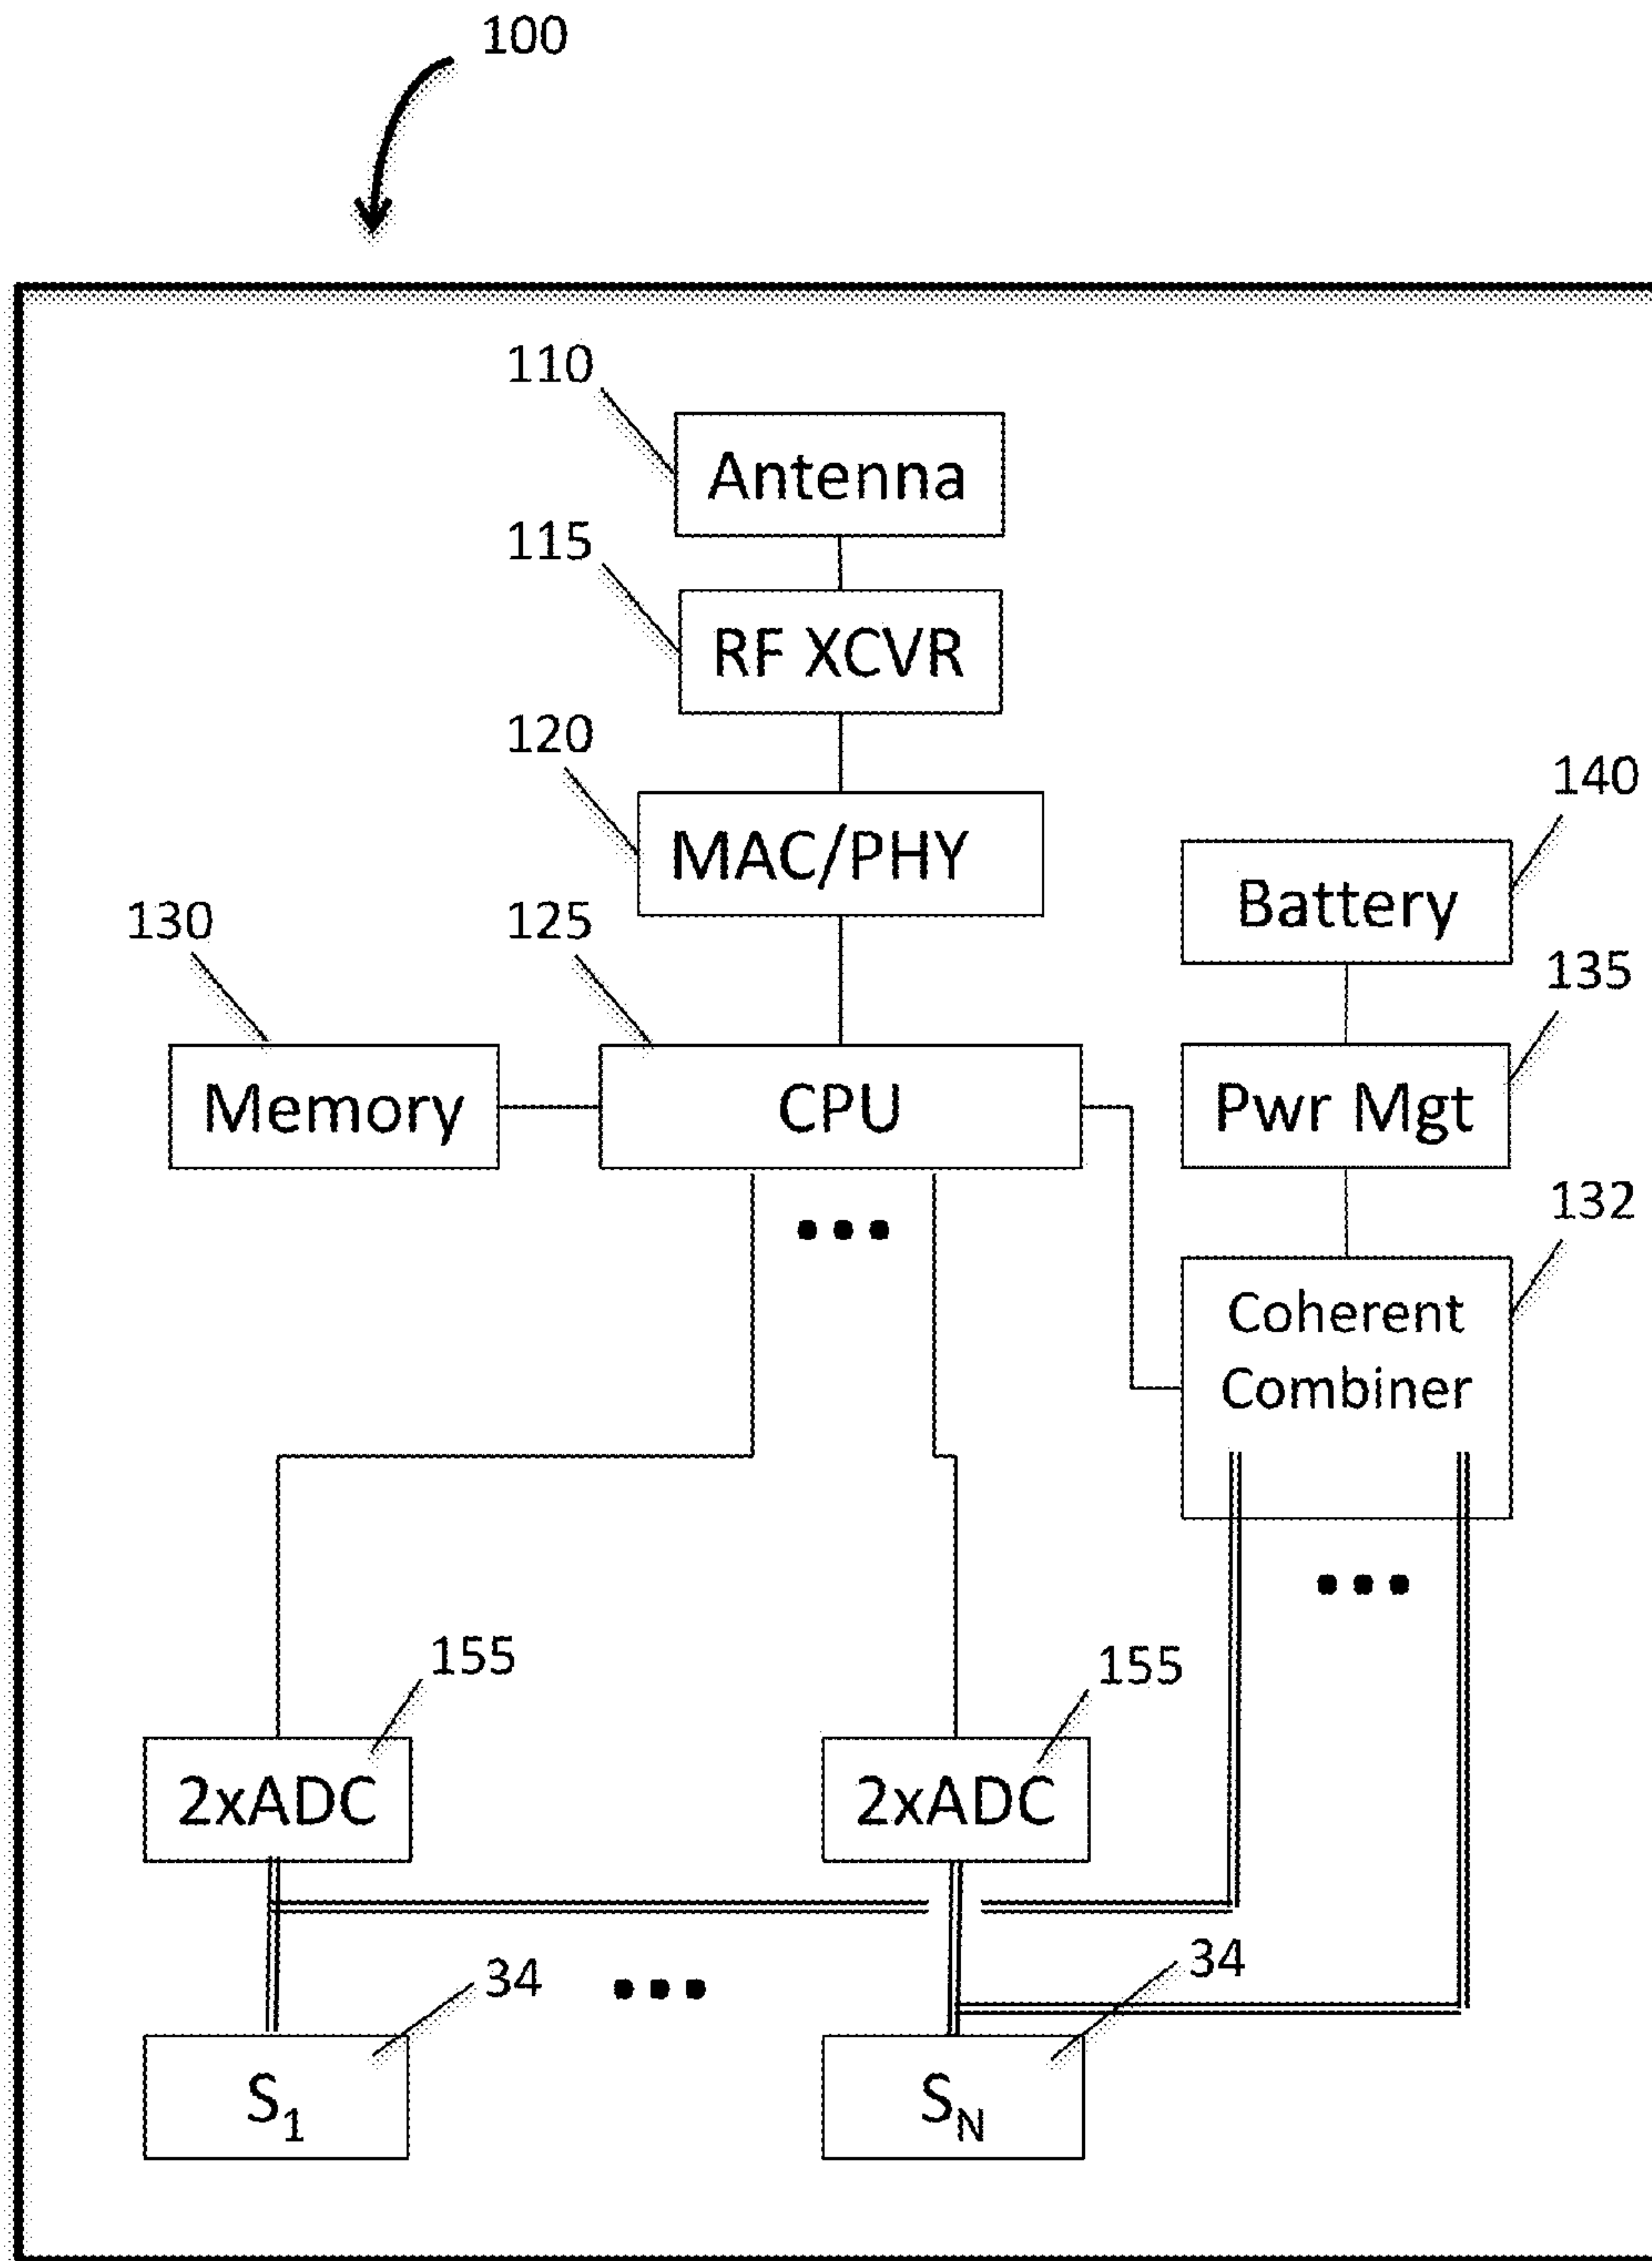 100
110
Antenna
115
RF XCVR
120
MAC/PHY
140
Battery
130
125
135
Memory
CPU
Pwr Mgt
132
Coherent
Combiner
155
155
2xADC
2xADC
34
34
S1
SN